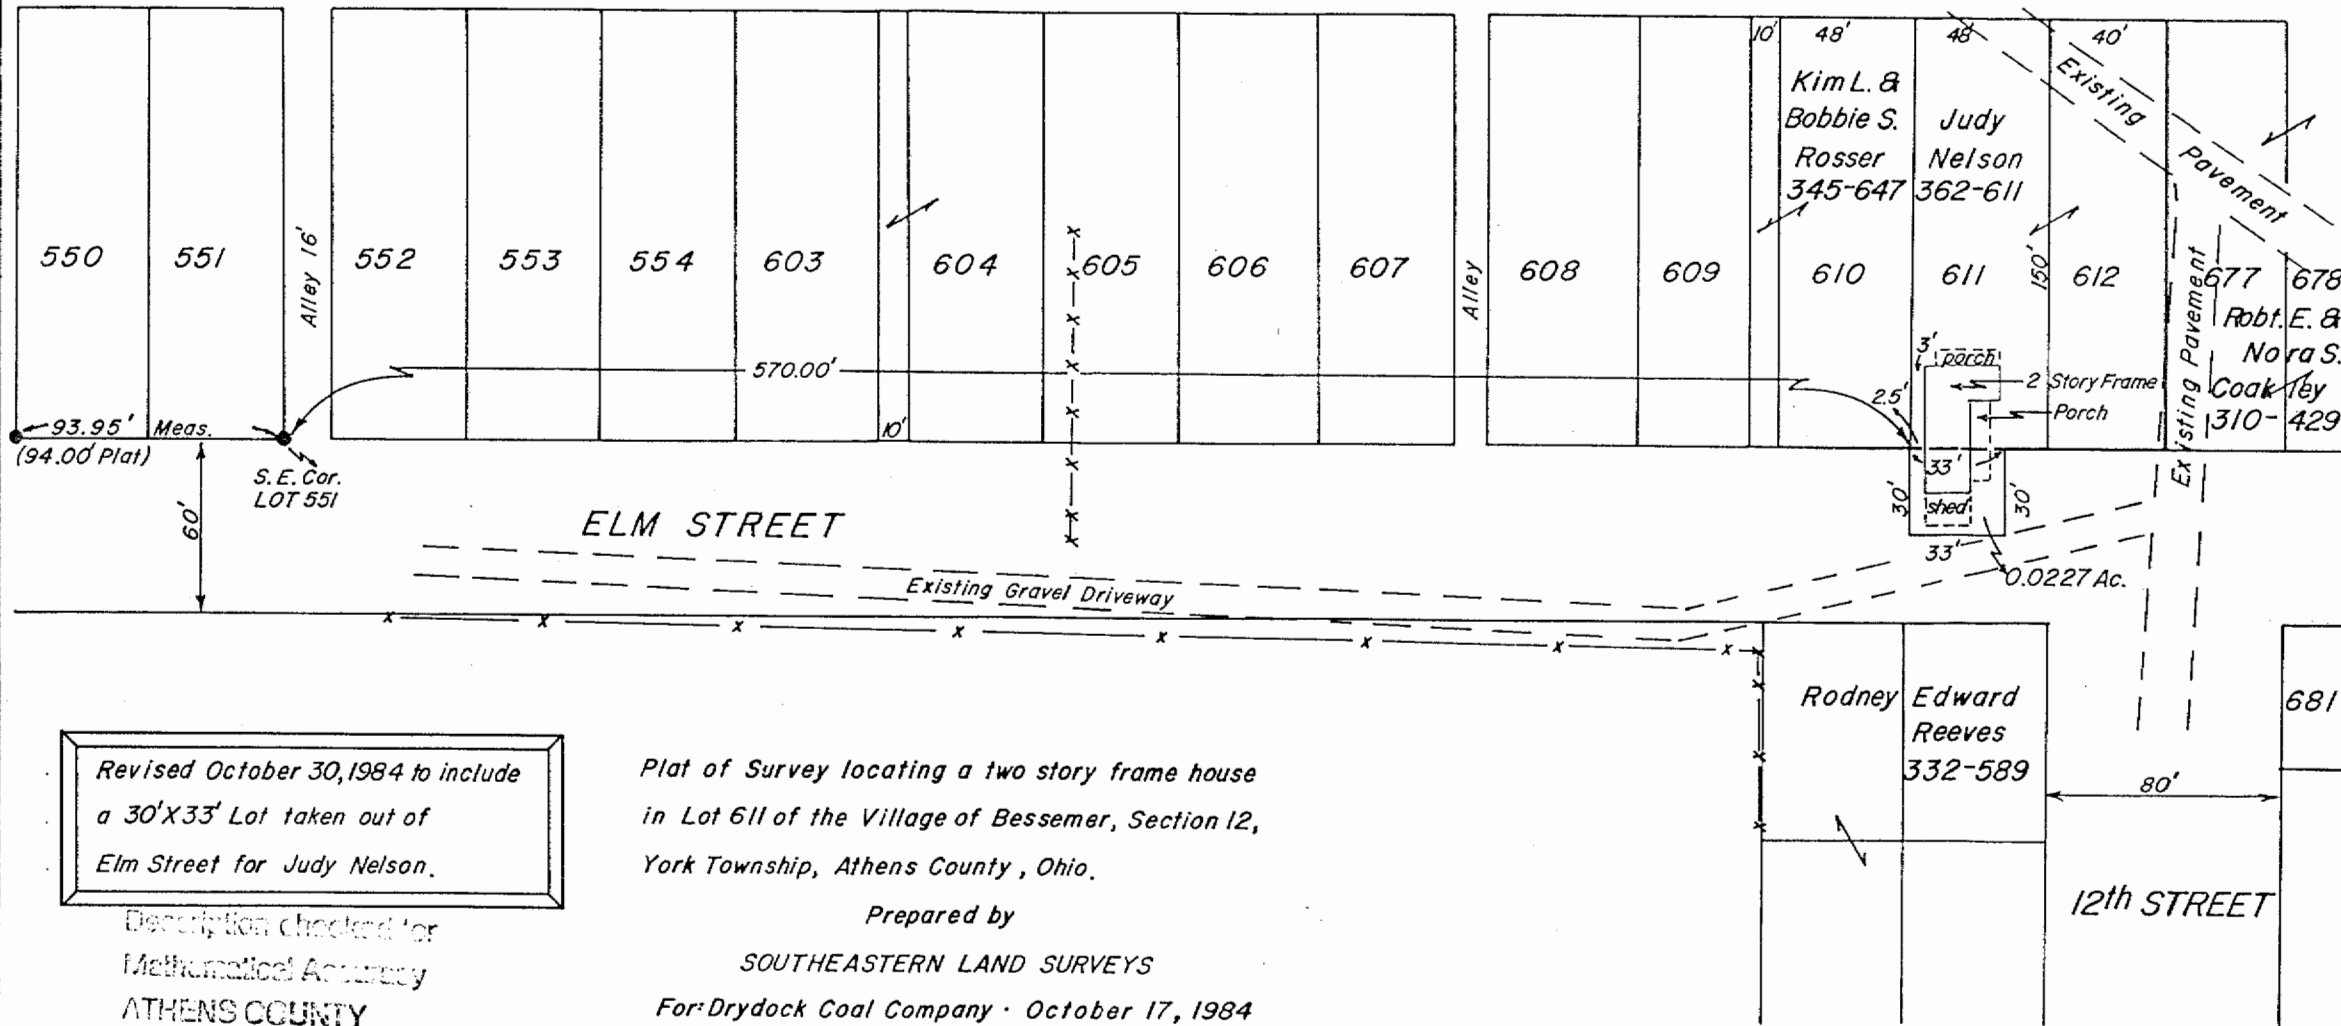 10' 48' 48' 40'
Kim L. &
Bobbie S.
Rosser
345-647
Judy
Nelson
362-611
Existing Pavement
550 551 Alley 16' 552 553 554 603 604 605 606 607 Alley 608 609 610 611 150' 612 677 678
Existing Pavement
Robt. E. &
Nora S.
Coakley
310-429
3' porch
570.00'
2 Story Frame
25'
Porch
93.95' Meas.
(94.00' Plat)
10'
33'
S.E. Cor.
LOT 551
60'
30' shed 30'
ELM STREET
33'
0.0227 Ac.
Existing Gravel Driveway
Rodney Edward
Reeves
332-589
681
80'
12th STREET
Revised October 30, 1984 to include
a 30'X33' Lot taken out of
Elm Street for Judy Nelson.
Description checked for
Mathematical Accuracy
ATHENS COUNTY
Plat of Survey locating a two story frame house
in Lot 611 of the Village of Bessemer, Section 12,
York Township, Athens County, Ohio.
Prepared by
SOUTHEASTERN LAND SURVEYS
For: Drydock Coal Company · October 17, 1984